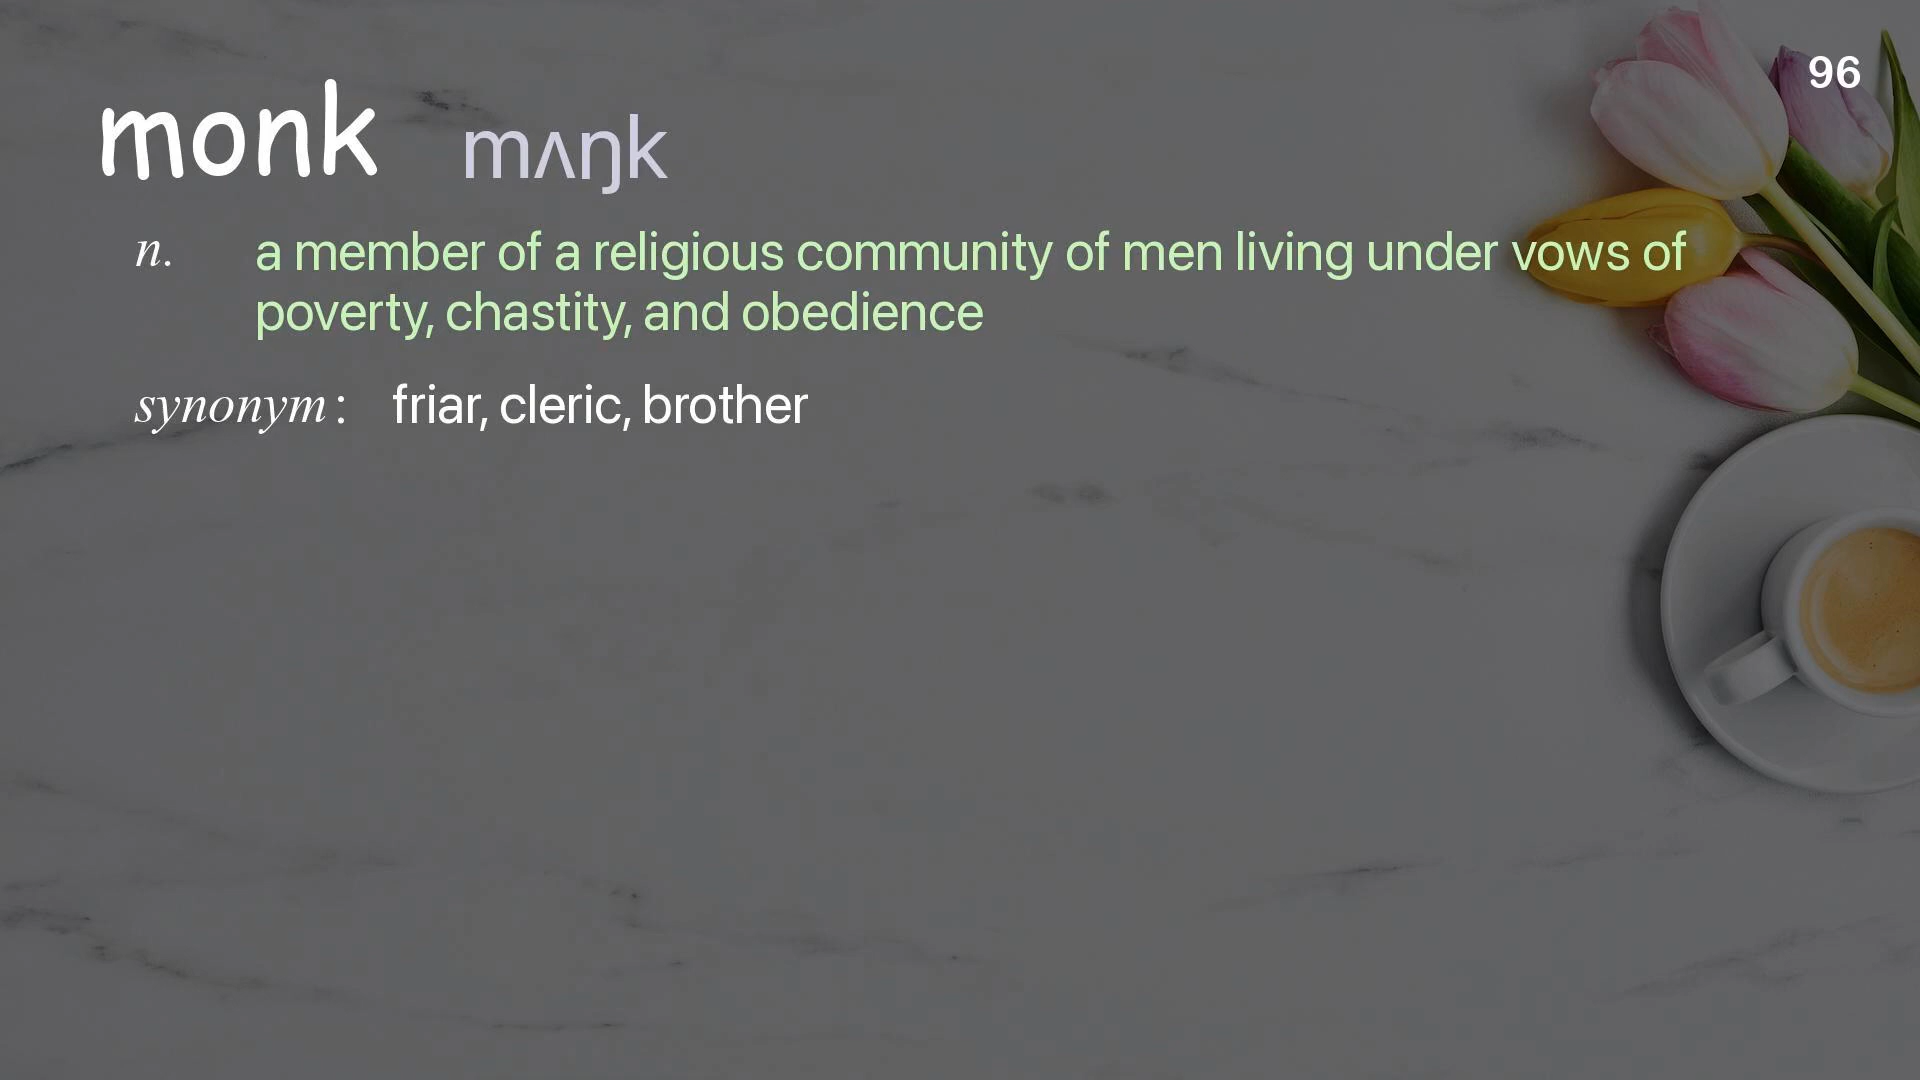 96
monk mʌŋk
n. a member of a religious community of men living under vows of
poverty, chastity, and obedience
synonym: friar, cleric, brother